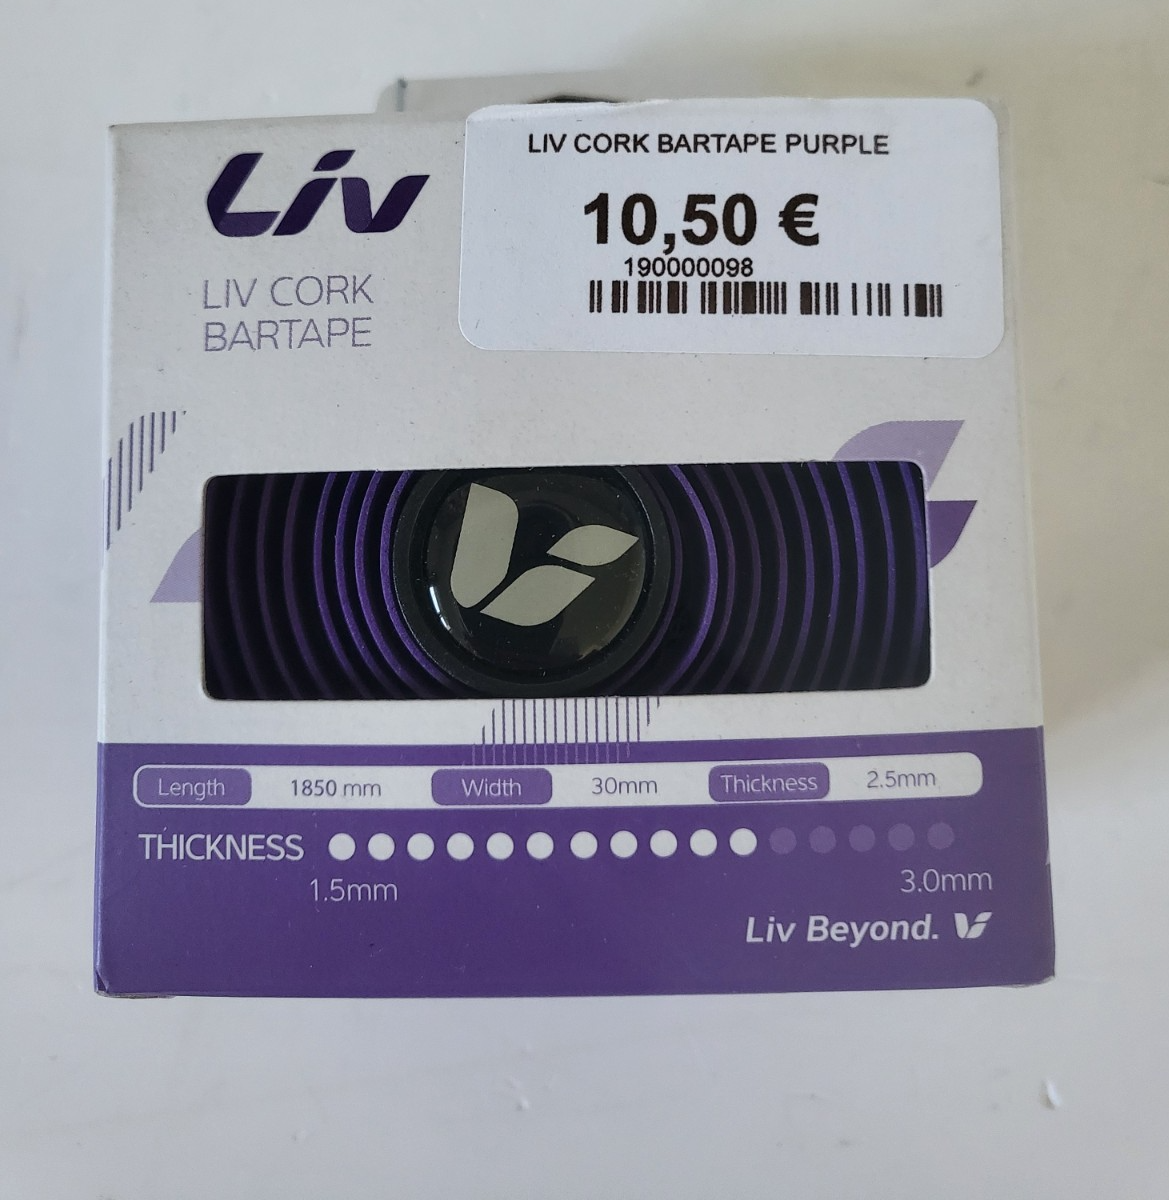 Liv
LIV CORK BARTAPE PURPLE
10,50 €
190000098
LIV CORK
BARTAPE
Length 1850 mm Width 30mm Thickness 2.5mm
THICKNESS
1.5mm 3.0mm
Liv Beyond.